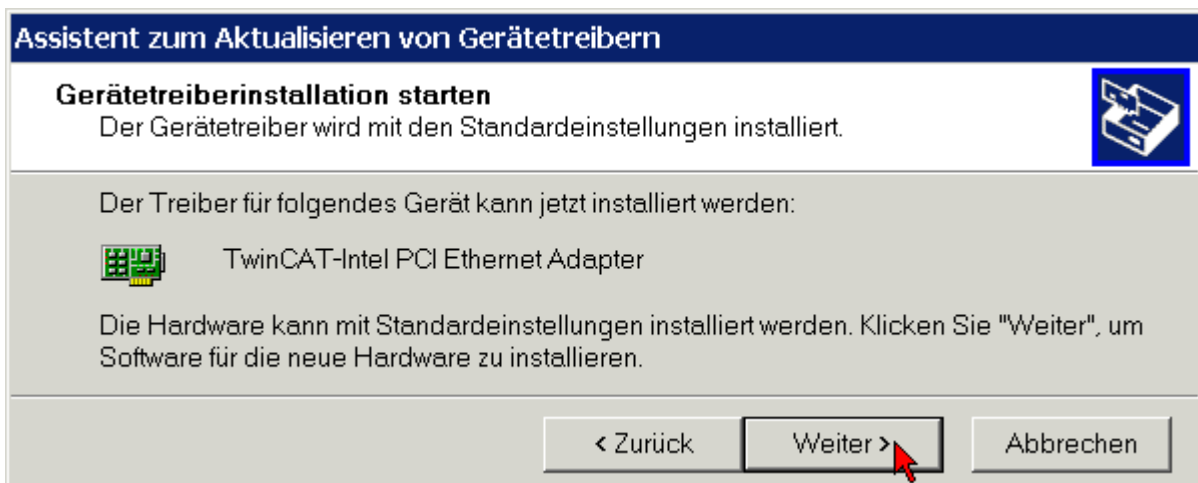 Assistent zum Aktualisieren von Gerätetreibern
Gerätetreiberinstallation starten
Der Gerätetreiber wird mit den Standardeinstellungen installiert.
Der Treiber für folgendes Gerät kann jetzt installiert werden:
TwinCAT-Intel PCI Ethernet Adapter
Die Hardware kann mit Standardeinstellungen installiert werden. Klicken Sie "Weiter", um
Software für die neue Hardware zu installieren.
< Zurück Weiter > Abbrechen